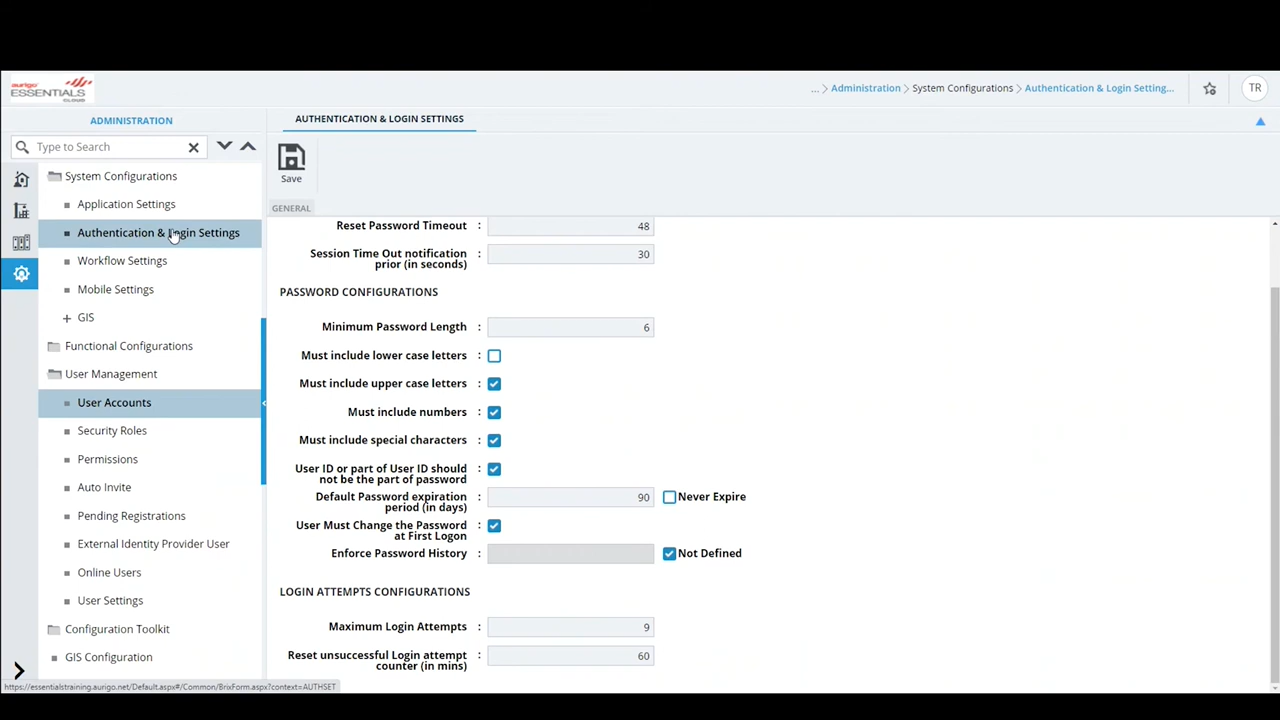 aurigo
ESSENTIALS
CLOUD
... > Administration > System Configurations > Authentication & Login Setting...
TR
ADMINISTRATION
AUTHENTICATION & LOGIN SETTINGS
Type to Search
Save
GENERAL
System Configurations
Application Settings
Authentication & Login Settings
Workflow Settings
Mobile Settings
GIS
Functional Configurations
User Management
User Accounts
Security Roles
Permissions
Auto Invite
Pending Registrations
External Identity Provider User
Online Users
User Settings
Configuration Toolkit
GIS Configuration
Reset Password Timeout : 48
Session Time Out notification
prior (in seconds) : 30
PASSWORD CONFIGURATIONS
Minimum Password Length : 6
Must include lower case letters :
Must include upper case letters :
Must include numbers :
Must include special characters :
User ID or part of User ID should
not be the part of password :
Default Password expiration
period (in days) : 90 Never Expire
User Must Change the Password
at First Logon :
Enforce Password History : Not Defined
LOGIN ATTEMPTS CONFIGURATIONS
Maximum Login Attempts : 9
Reset unsuccessful Login attempt
counter (in mins) : 60
https://essentialstraining.aurigo.net/Default.aspx#/Common/BrixForm.aspx?context=AUTHSET